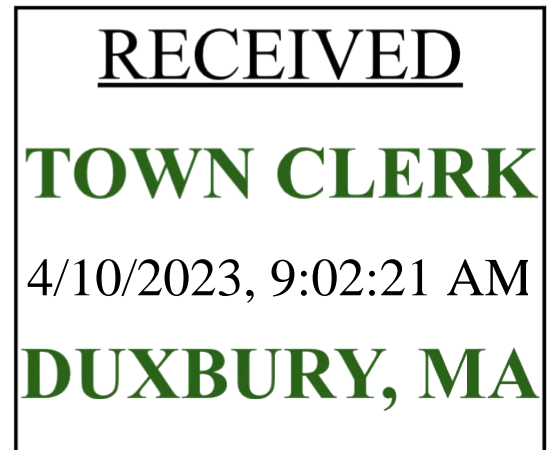 RECEIVED
TOWN CLERK
4/10/2023, 9:02:21 AM
DUXBURY, MA